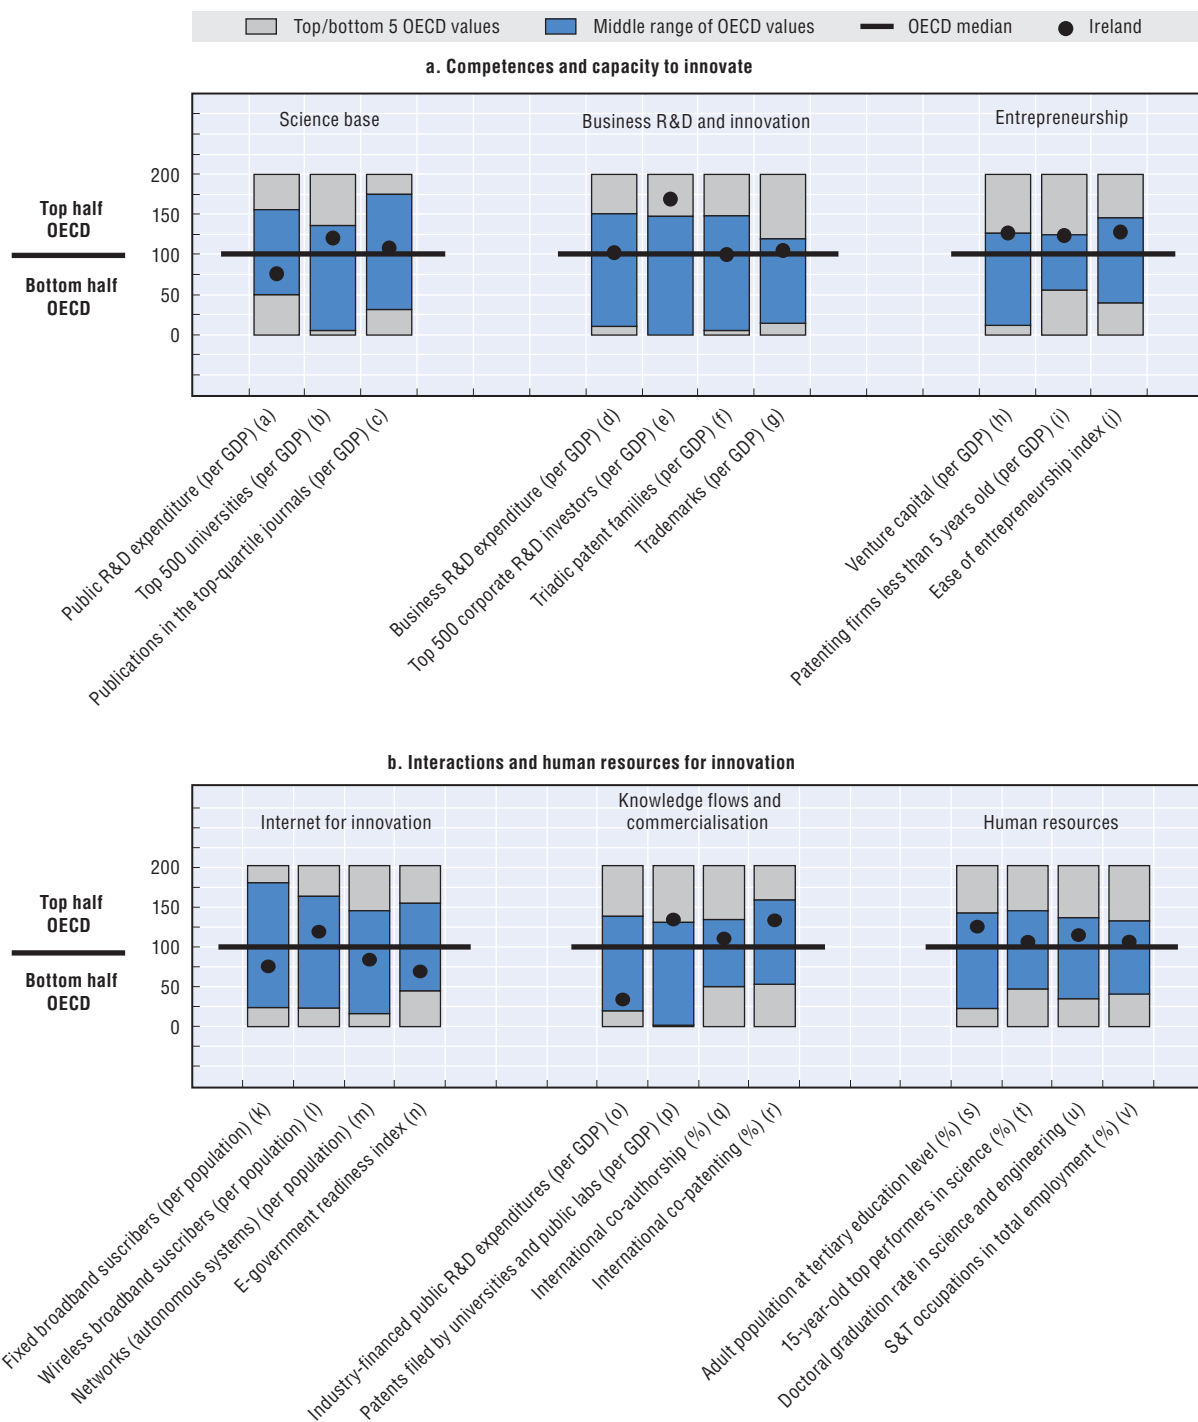 Top/bottom 5 OECD values Middle range of OECD values OECD median Ireland
a. Competences and capacity to innovate
Science base Business R&D and innovation Entrepreneurship
200
150
100
50
0
Top half
OECD
Bottom half
OECD
Public R&D expenditure (per GDP) (a)
Top 500 universities (per GDP) (b)
Publications in the top-quartile journals (per GDP) (c)
Business R&D expenditure (per GDP) (d)
Top 500 corporate R&D investors (per GDP) (e)
Triadic patent families (per GDP) (f)
Trademarks (per GDP) (g)
Venture capital (per GDP) (h)
Patenting firms less than 5 years old (per GDP) (i)
Ease of entrepreneurship index (j)
b. Interactions and human resources for innovation
Internet for innovation
Knowledge flows and
commercialisation
Human resources
200
150
100
50
0
Top half
OECD
Bottom half
OECD
Fixed broadband suscribers (per population) (k)
Wireless broadband suscribers (per population) (l)
Networks (autonomous systems) (per population) (m)
E-government readiness index (n)
Industry-financed public R&D expenditures (per GDP) (o)
Patents filed by universities and public labs (per GDP) (p)
International co-authorship (%) (q)
International co-patenting (%) (r)
Adult population at tertiary education level (%) (s)
15-year-old top performers in science (%) (t)
Doctoral graduation rate in science and engineering (u)
S&T occupations in total employment (%) (v)